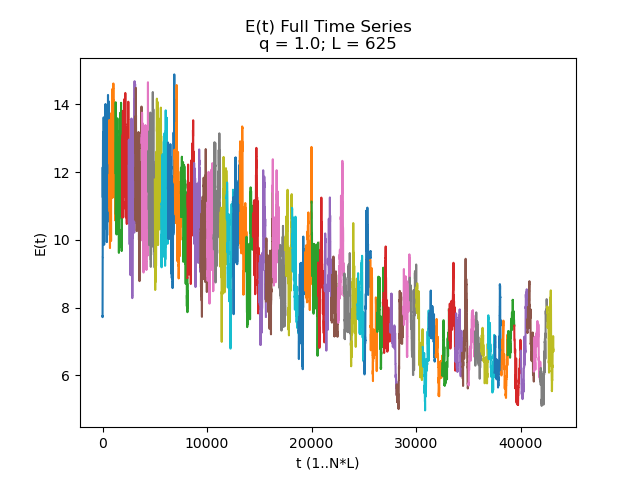 E(t) Full Time Series
q = 1.0; L = 625
E(t)
14
12
10
8
6
0
10000
20000
30000
40000
t (1..N*L)